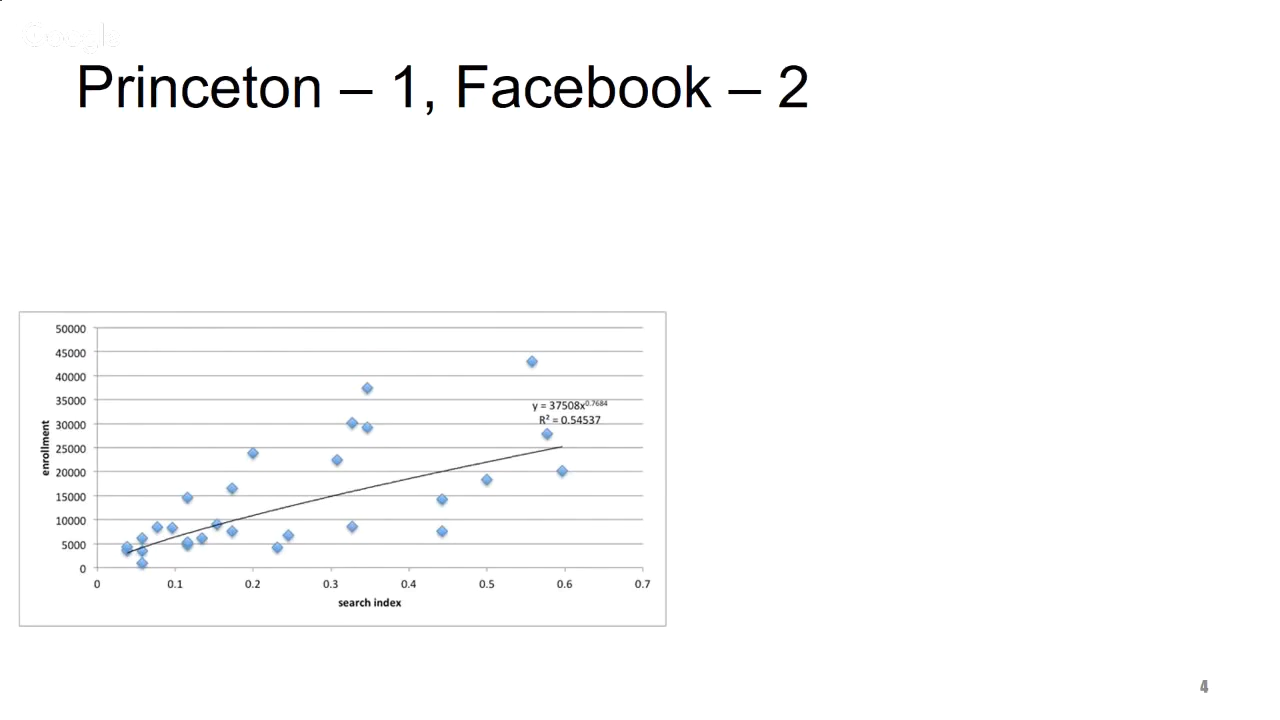 Google
Princeton – 1, Facebook – 2
50000
45000
40000
35000
30000
25000
20000
15000
10000
5000
0
enrollment
y = 37508x^0.7684
R² = 0.54537
0 0.1 0.2 0.3 0.4 0.5 0.6 0.7
search index
4